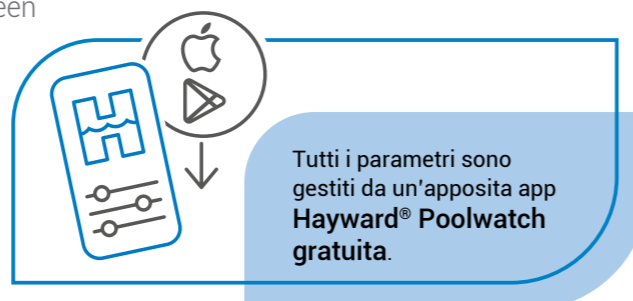 een
Tutti i parametri sono
gestiti da un'apposita app
Hayward® Poolwatch
gratuita.